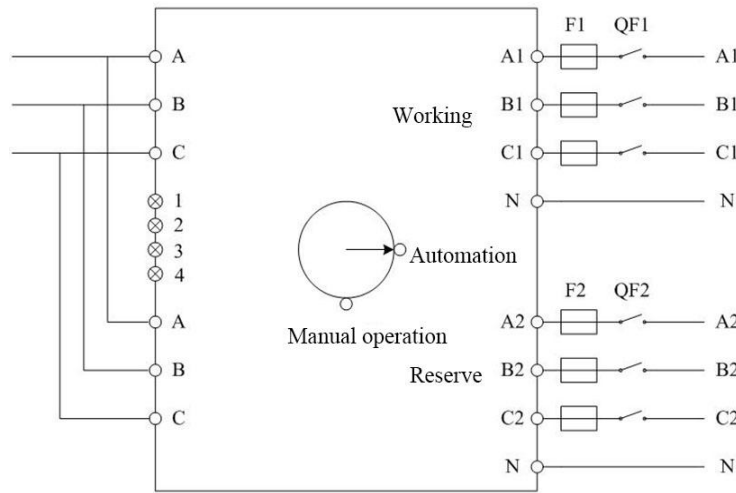 F1 QF1
A A1 A1
B B1 B1
Working
C C1 C1
1 N N
2
3 Automation
4 F2 QF2
A A2 A2
Manual operation
B Reserve B2 B2
C C2 C2
N N